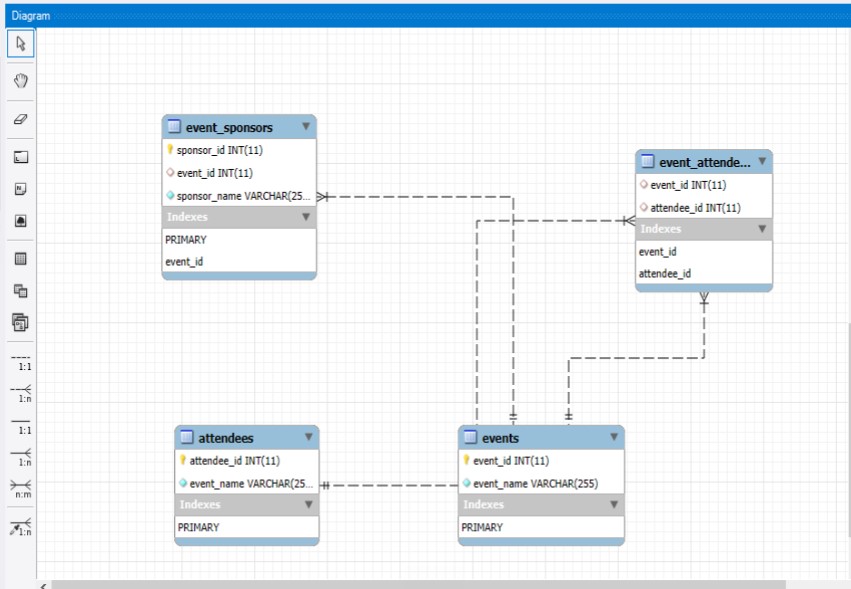 Diagram
event_sponsors
sponsor_id INT(11)
event_id INT(11)
sponsor_name VARCHAR(25...
Indexes
PRIMARY
event_id
event_attende...
event_id INT(11)
attendee_id INT(11)
Indexes
event_id
attendee_id
1:1
1:n
1:1
1:n
n:m
1:n
attendees
attendee_id INT(11)
event_name VARCHAR(25...
Indexes
PRIMARY
events
event_id INT(11)
event_name VARCHAR(255)
Indexes
PRIMARY